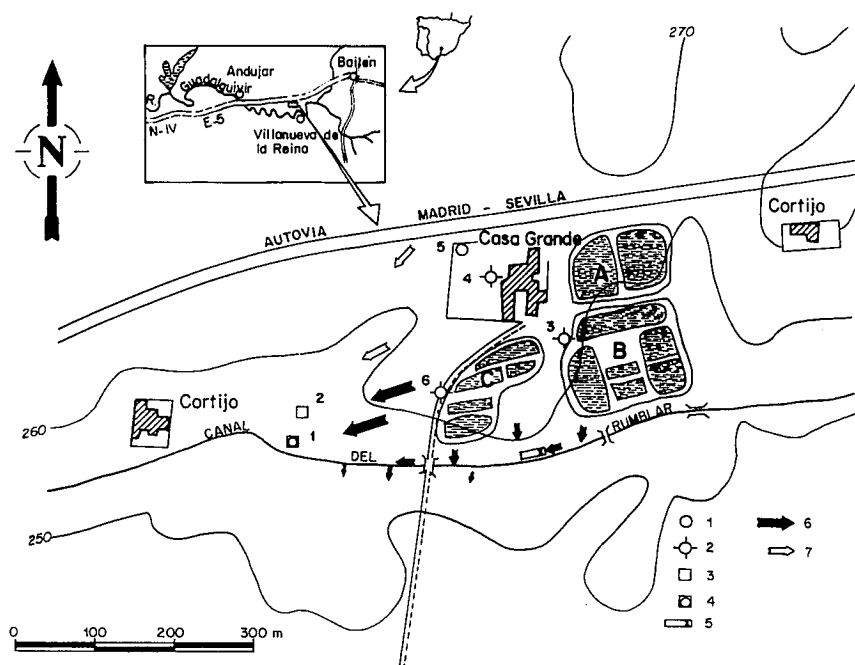 270
Bailén
Andujar
Guadalquivir
R.
N-IV
E-5
Villanueva de
la Reina
N
AUTOVIA MADRID - SEVILLA
Cortijo
5
Casa Grande
4
A
3
B
6
C
2
Cortijo
1
260
CANAL DEL RUMBLAR
250
1
6
2
7
3
4
5
0 100 200 300 m